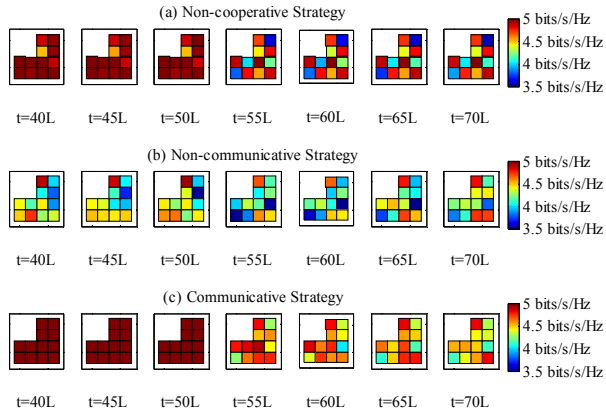 (a) Non-cooperative Strategy
5 bits/s/Hz
4.5 bits/s/Hz
4 bits/s/Hz
3.5 bits/s/Hz
t=40L t=45L t=50L t=55L t=60L t=65L t=70L
(b) Non-communicative Strategy
5 bits/s/Hz
4.5 bits/s/Hz
4 bits/s/Hz
3.5 bits/s/Hz
t=40L t=45L t=50L t=55L t=60L t=65L t=70L
(c) Communicative Strategy
5 bits/s/Hz
4.5 bits/s/Hz
4 bits/s/Hz
3.5 bits/s/Hz
t=40L t=45L t=50L t=55L t=60L t=65L t=70L